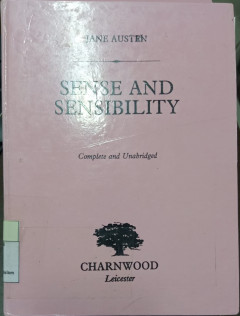 JANE AUSTEN
SENSE AND
SENSIBILITY
Complete and Unabridged
CHARNWOOD
Leicester